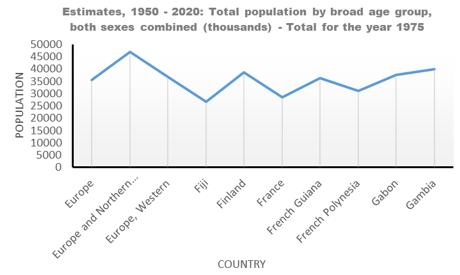 Estimates, 1950 - 2020: Total population by broad age group,
both sexes combined (thousands) - Total for the year 1975
POPULATION
50000
45000
40000
35000
30000
25000
20000
15000
10000
5000
0
Europe
Europe and Northern...
Europe, Western
Fiji
Finland
France
French Guiana
French Polynesia
Gabon
Gambia
COUNTRY